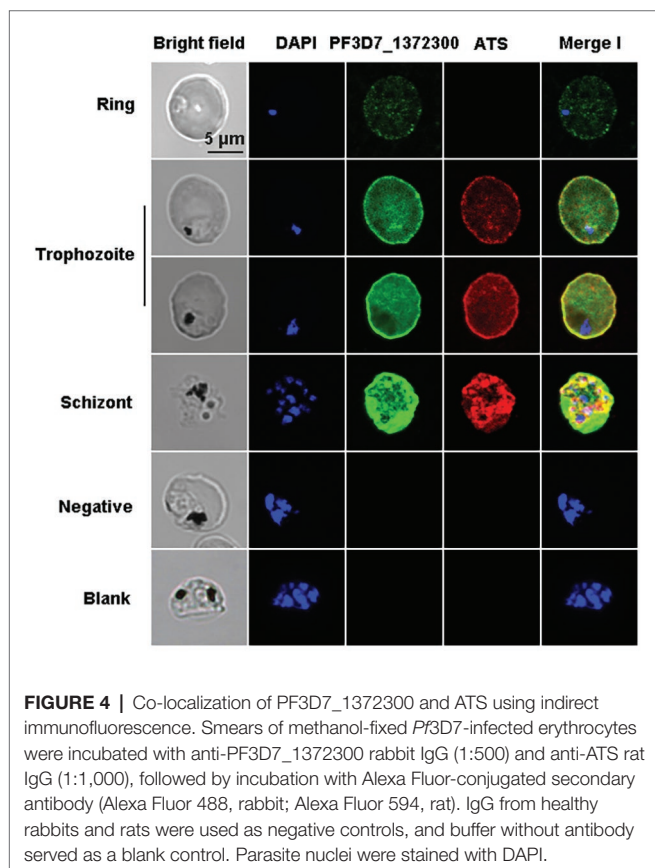 Bright field DAPI PF3D7_1372300 ATS Merge I
Ring
5 µm
Trophozoite
Schizont
Negative
Blank
FIGURE 4 | Co-localization of PF3D7_1372300 and ATS using indirect
immunofluorescence. Smears of methanol-fixed Pf3D7-infected erythrocytes
were incubated with anti-PF3D7_1372300 rabbit IgG (1:500) and anti-ATS rat
IgG (1:1,000), followed by incubation with Alexa Fluor-conjugated secondary
antibody (Alexa Fluor 488, rabbit; Alexa Fluor 594, rat). IgG from healthy
rabbits and rats were used as negative controls, and buffer without antibody
served as a blank control. Parasite nuclei were stained with DAPI.